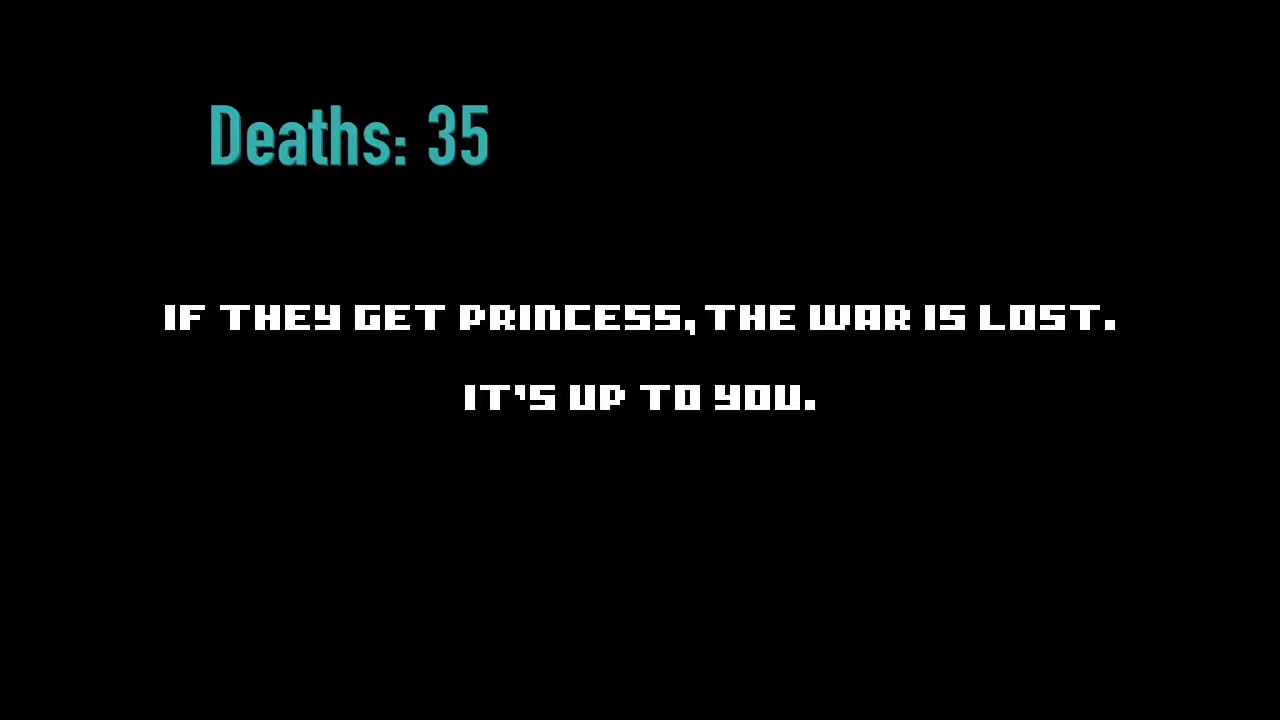 Deaths: 35
IF THEY GET PRINCESS, THE WAR IS LOST.
IT'S UP TO YOU.